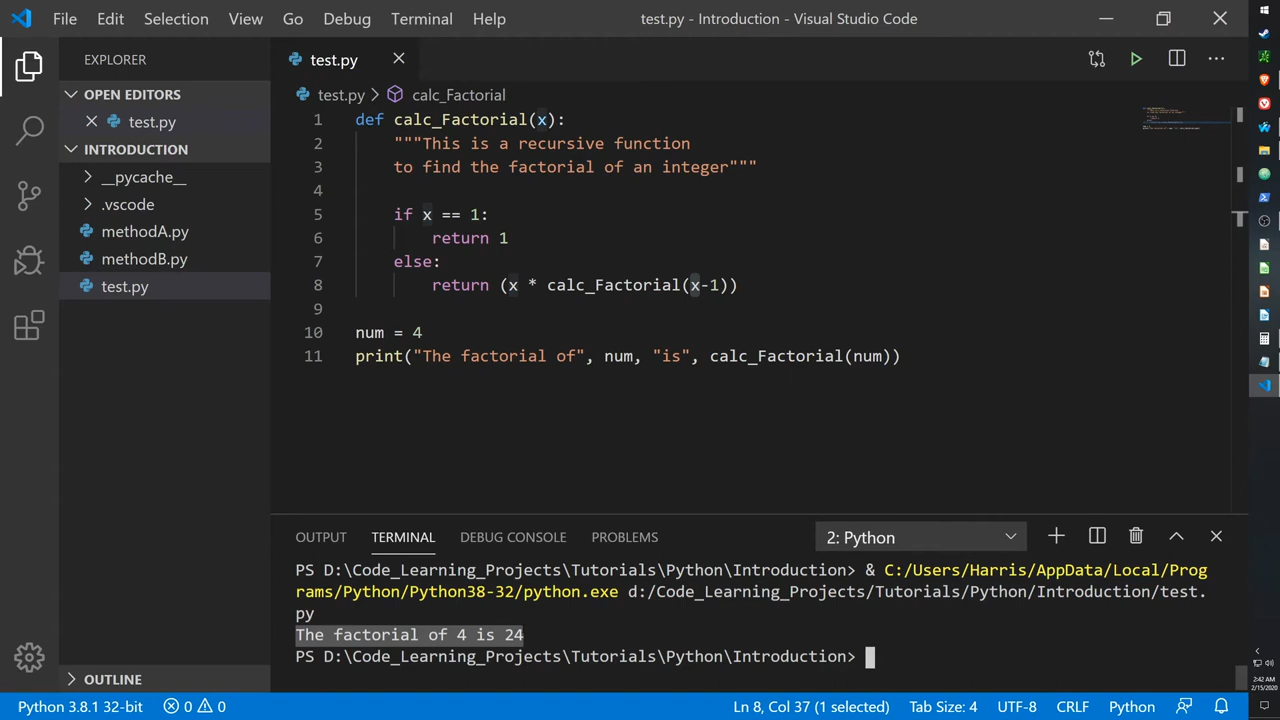 File Edit Selection View Go Debug Terminal Help test.py - Introduction - Visual Studio Code
EXPLORER
OPEN EDITORS
test.py
INTRODUCTION
__pycache__
.vscode
methodA.py
methodB.py
test.py
OUTLINE
test.py
test.py > calc_Factorial
1 def calc_Factorial(x):
2 """This is a recursive function
3 to find the factorial of an integer"""
4
5 if x == 1:
6 return 1
7 else:
8 return (x * calc_Factorial(x-1))
9
10 num = 4
11 print("The factorial of", num, "is", calc_Factorial(num))
OUTPUT TERMINAL DEBUG CONSOLE PROBLEMS 2: Python
PS D:\Code_Learning_Projects\Tutorials\Python\Introduction> & C:/Users/Harris/AppData/Local/Prog
rams/Python/Python38-32/python.exe d:/Code_Learning_Projects/Tutorials/Python/Introduction/test.
py
The factorial of 4 is 24
PS D:\Code_Learning_Projects\Tutorials\Python\Introduction>
Python 3.8.1 32-bit 0 0 Ln 8, Col 37 (1 selected) Tab Size: 4 UTF-8 CRLF Python
2:42 AM
2/15/2020